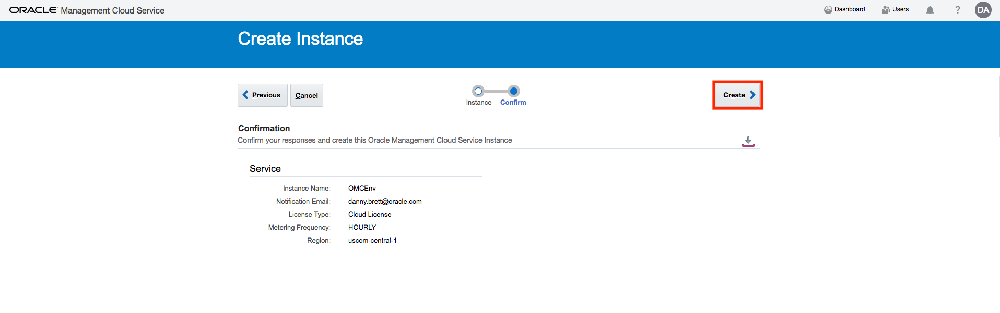 ORACLE Management Cloud Service
Dashboard
Users
?
DA
Create Instance
Previous
Cancel
Instance
Confirm
Create
Confirmation
Confirm your responses and create this Oracle Management Cloud Service Instance
Service
Instance Name: OMCEnv
Notification Email: danny.brett@oracle.com
License Type: Cloud License
Metering Frequency: HOURLY
Region: uscom-central-1